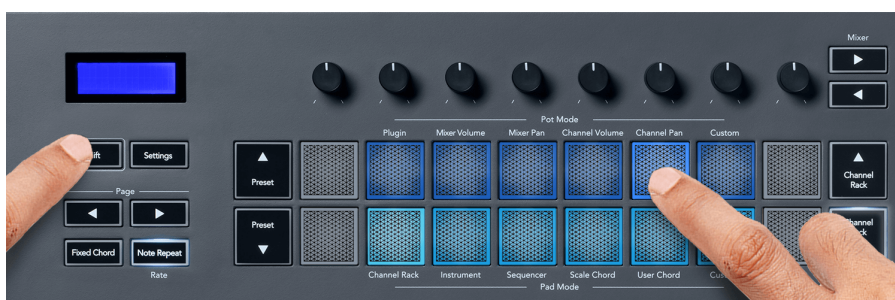 Mixer
Pot Mode
Plugin Mixer Volume Mixer Pan Channel Volume Channel Pan Custom
Settings
Preset
Channel
Rack
Page
Preset
Fixed Chord Note Repeat
Rate
Channel Rack Instrument Sequencer Scale Chord User Chord
Pad Mode